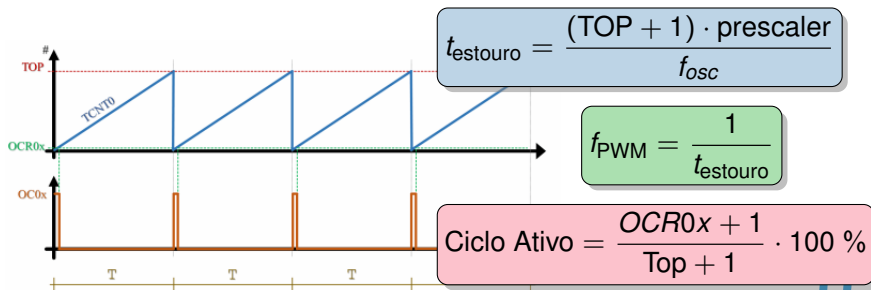 #
TOP
TCNT0
OCR0x
OC0x
T T T
t_estouro = (TOP + 1) · prescaler / f_osc
f_PWM = 1 / t_estouro
Ciclo Ativo = OCR0x + 1 / Top + 1 · 100 %